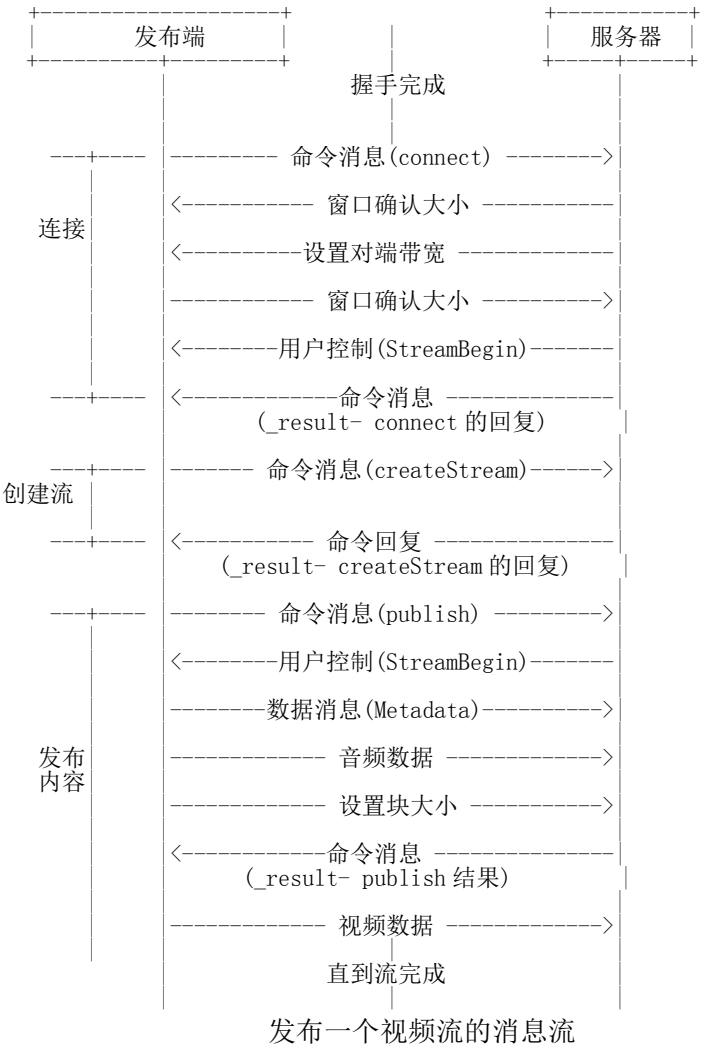 发布端 服务器
握手完成
命令消息(connect)
窗口确认大小
连接
设置对端带宽
窗口确认大小
用户控制(StreamBegin)
命令消息
(_result- connect 的回复)
命令消息(createStream)
创建流
命令回复
(_result- createStream 的回复)
命令消息(publish)
用户控制(StreamBegin)
数据消息(Metadata)
发布
内容
音频数据
设置块大小
命令消息
(_result- publish 结果)
视频数据
直到流完成
发布一个视频流的消息流